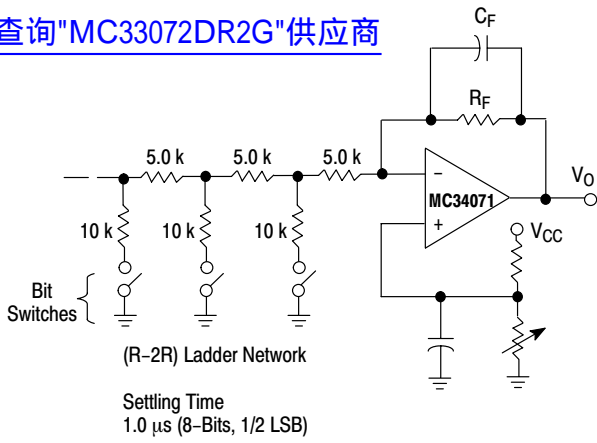 查询"MC33072DR2G"供应商
CF
RF
5.0 k 5.0 k 5.0 k
−
MC34071
+
VO
VCC
10 k 10 k 10 k
Bit
Switches
(R−2R) Ladder Network
Settling Time
1.0 µs (8−Bits, 1/2 LSB)